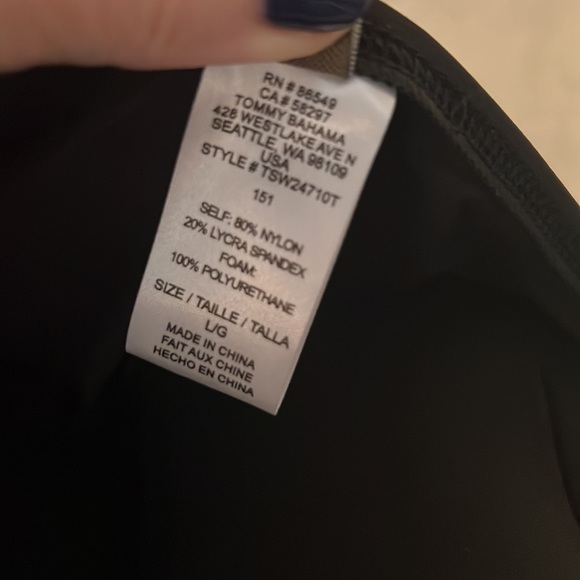 RN # 86549
CA # 58297
TOMMY BAHAMA
428 WESTLAKE AVE N
SEATTLE, WA 98109
USA
STYLE # TSW24710T
151
SELF: 80% NYLON
20% LYCRA SPANDEX
FOAM:
100% POLYURETHANE
SIZE / TAILLE / TALLA
L/G
MADE IN CHINA
FAIT AUX CHINE
HECHO EN CHINA